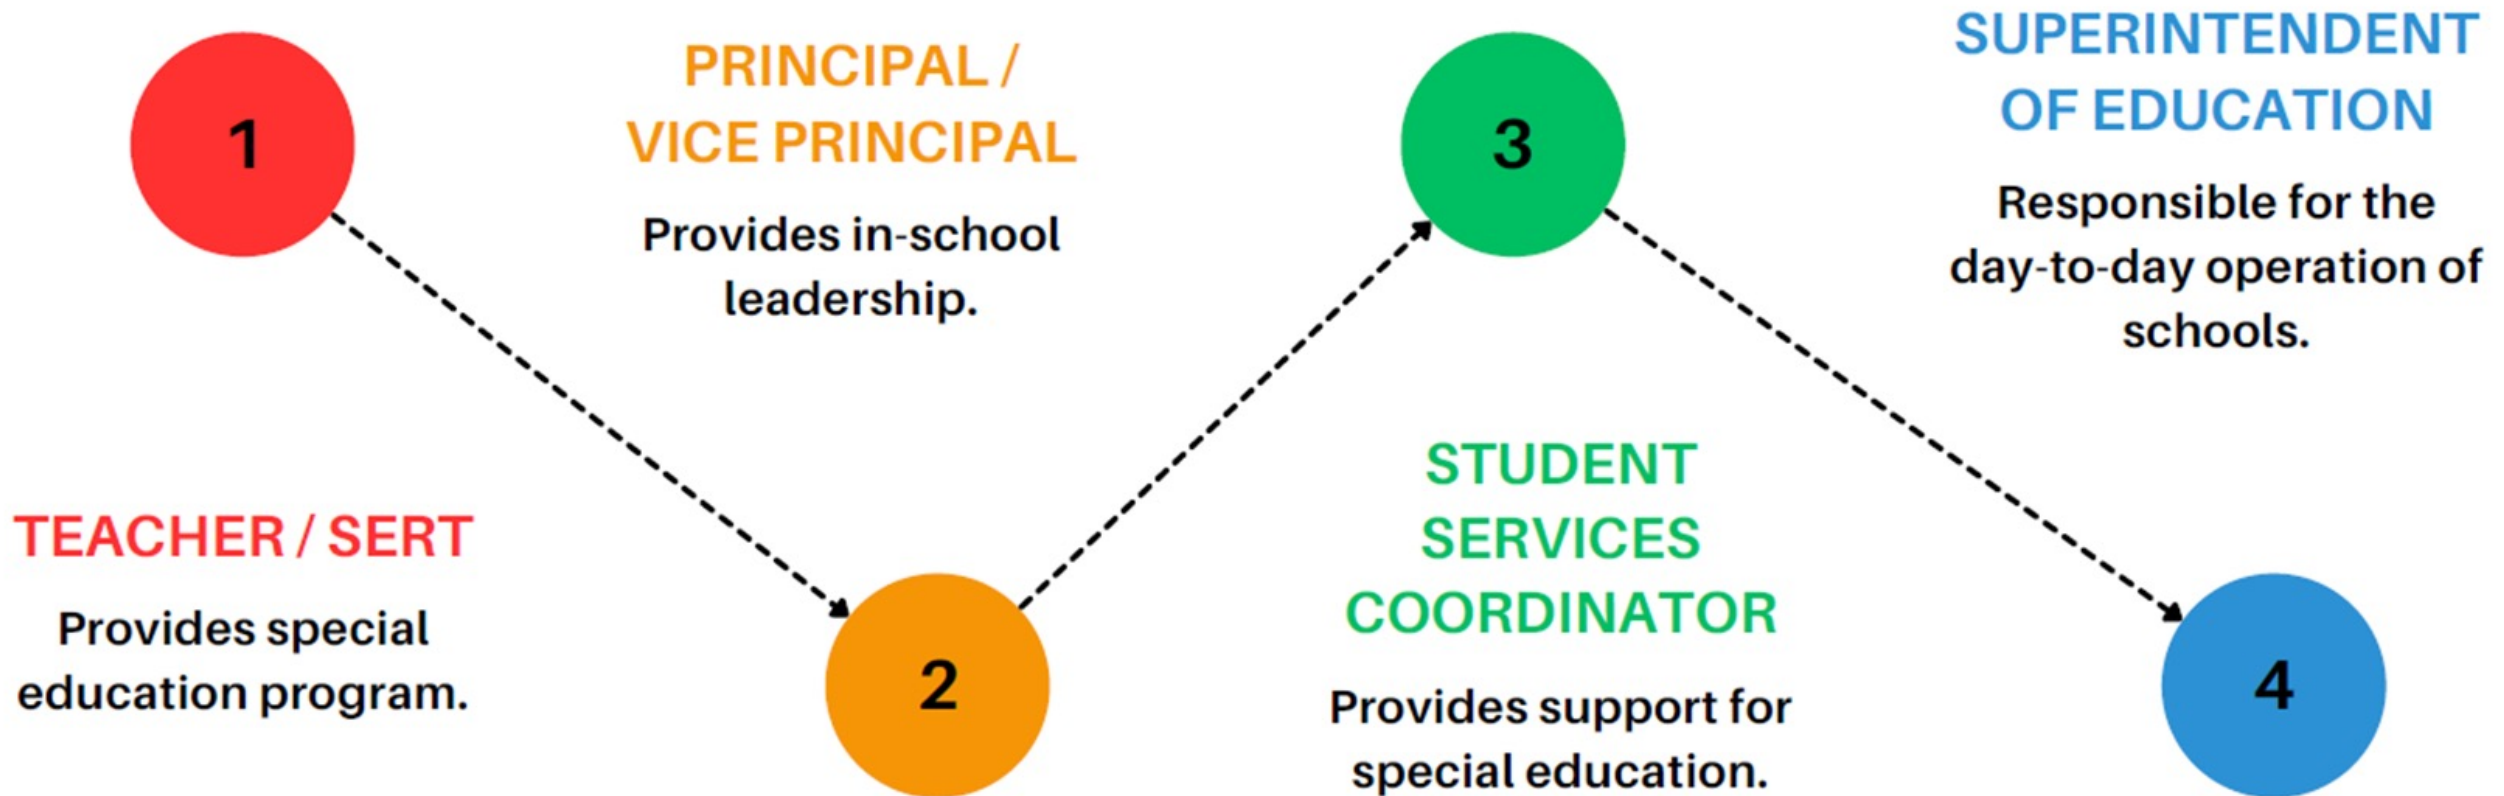 1
TEACHER / SERT
Provides special
education program.
PRINCIPAL /
VICE PRINCIPAL
Provides in-school
leadership.
2
3
STUDENT
SERVICES
COORDINATOR
Provides support for
special education.
SUPERINTENDENT
OF EDUCATION
Responsible for the
day-to-day operation of
schools.
4